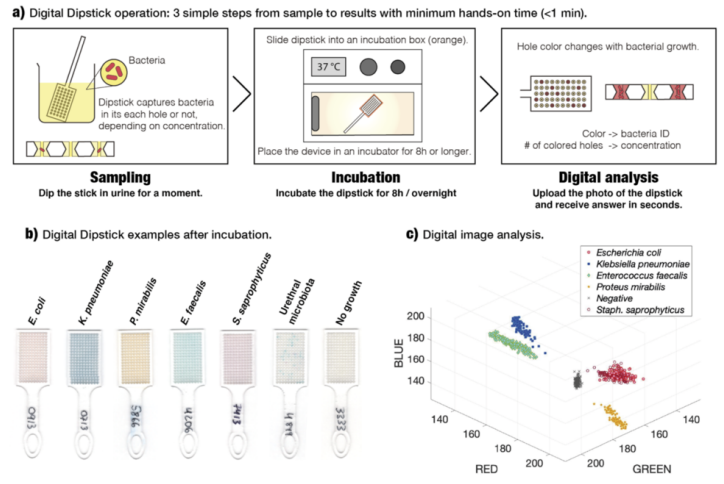 a) Digital Dipstick operation: 3 simple steps from sample to results with minimum hands-on time (<1 min).
Bacteria
Dipstick captures bacteria
in its each hole or not,
depending on concentration.
Sampling
Dip the stick in urine for a moment.
Slide dipstick into an incubation box (orange).
37 °C
Place the device in an incubator for 8h or longer.
Incubation
Incubate the dipstick for 8h / overnight
Hole color changes with bacterial growth.
Color -> bacteria ID
# of colored holes -> concentration
Digital analysis
Upload the photo of the dipstick
and receive answer in seconds.
b) Digital Dipstick examples after incubation.
E. coli
K. pneumoniae
P. mirabilis
E. faecalis
S. saprophyticus
Urethral
microbiota
No growth
0913
0713
5866
4206
7413
3233
c) Digital image analysis.
Escherichia coli
Klebsiella pneumoniae
Enterococcus faecalis
Proteus mirabilis
Negative
Staph. saprophyticus
BLUE
200
180
160
140
140
160
180
200
RED
200
180
160
140
GREEN